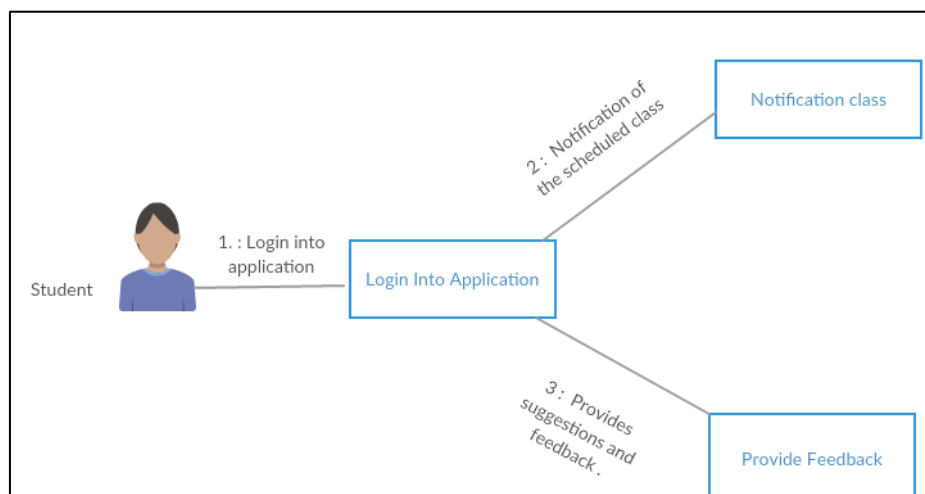 Student
1. : Login into
application
Login Into Application
2 : Notification of
the scheduled class
Notification class
3 : Provides
suggestions and
feedback .
Provide Feedback